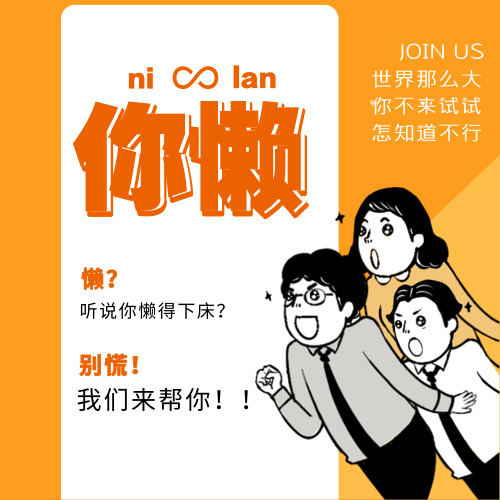 ni ∞ lan
你懒
JOIN US
世界那么大
你不来试试
怎知道不行
懒?
听说你懒得下床?
别慌!
我们来帮你!!